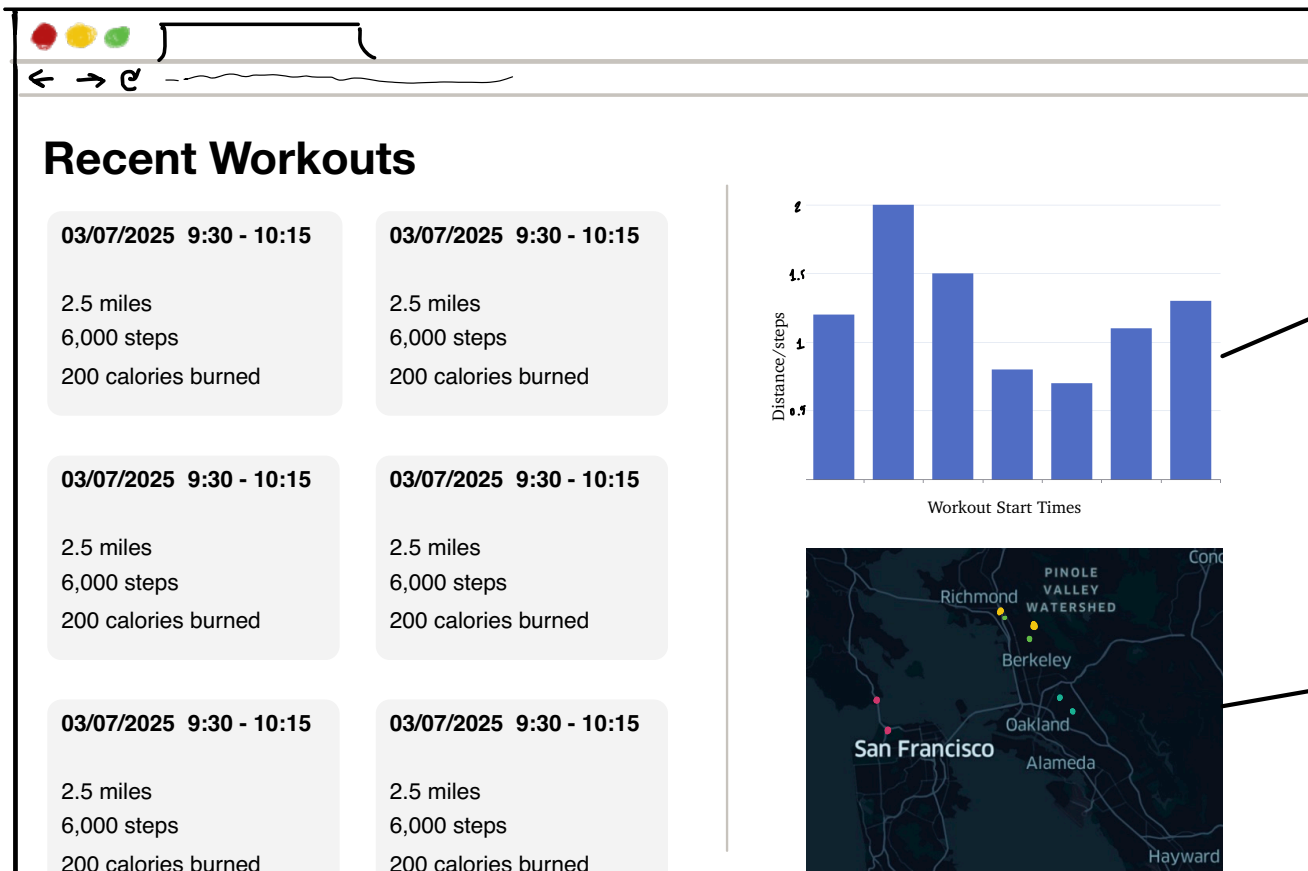 Recent Workouts
03/07/2025 9:30 - 10:15
2.5 miles
6,000 steps
200 calories burned
03/07/2025 9:30 - 10:15
2.5 miles
6,000 steps
200 calories burned
03/07/2025 9:30 - 10:15
2.5 miles
6,000 steps
200 calories burned
03/07/2025 9:30 - 10:15
2.5 miles
6,000 steps
200 calories burned
03/07/2025 9:30 - 10:15
2.5 miles
6,000 steps
200 calories burned
03/07/2025 9:30 - 10:15
2.5 miles
6,000 steps
200 calories burned
2
1.5
1
0.5
Distance/steps
Workout Start Times
Conc
PINOLE
VALLEY
WATERSHED
Richmond
Berkeley
Oakland
San Francisco
Alameda
Hayward